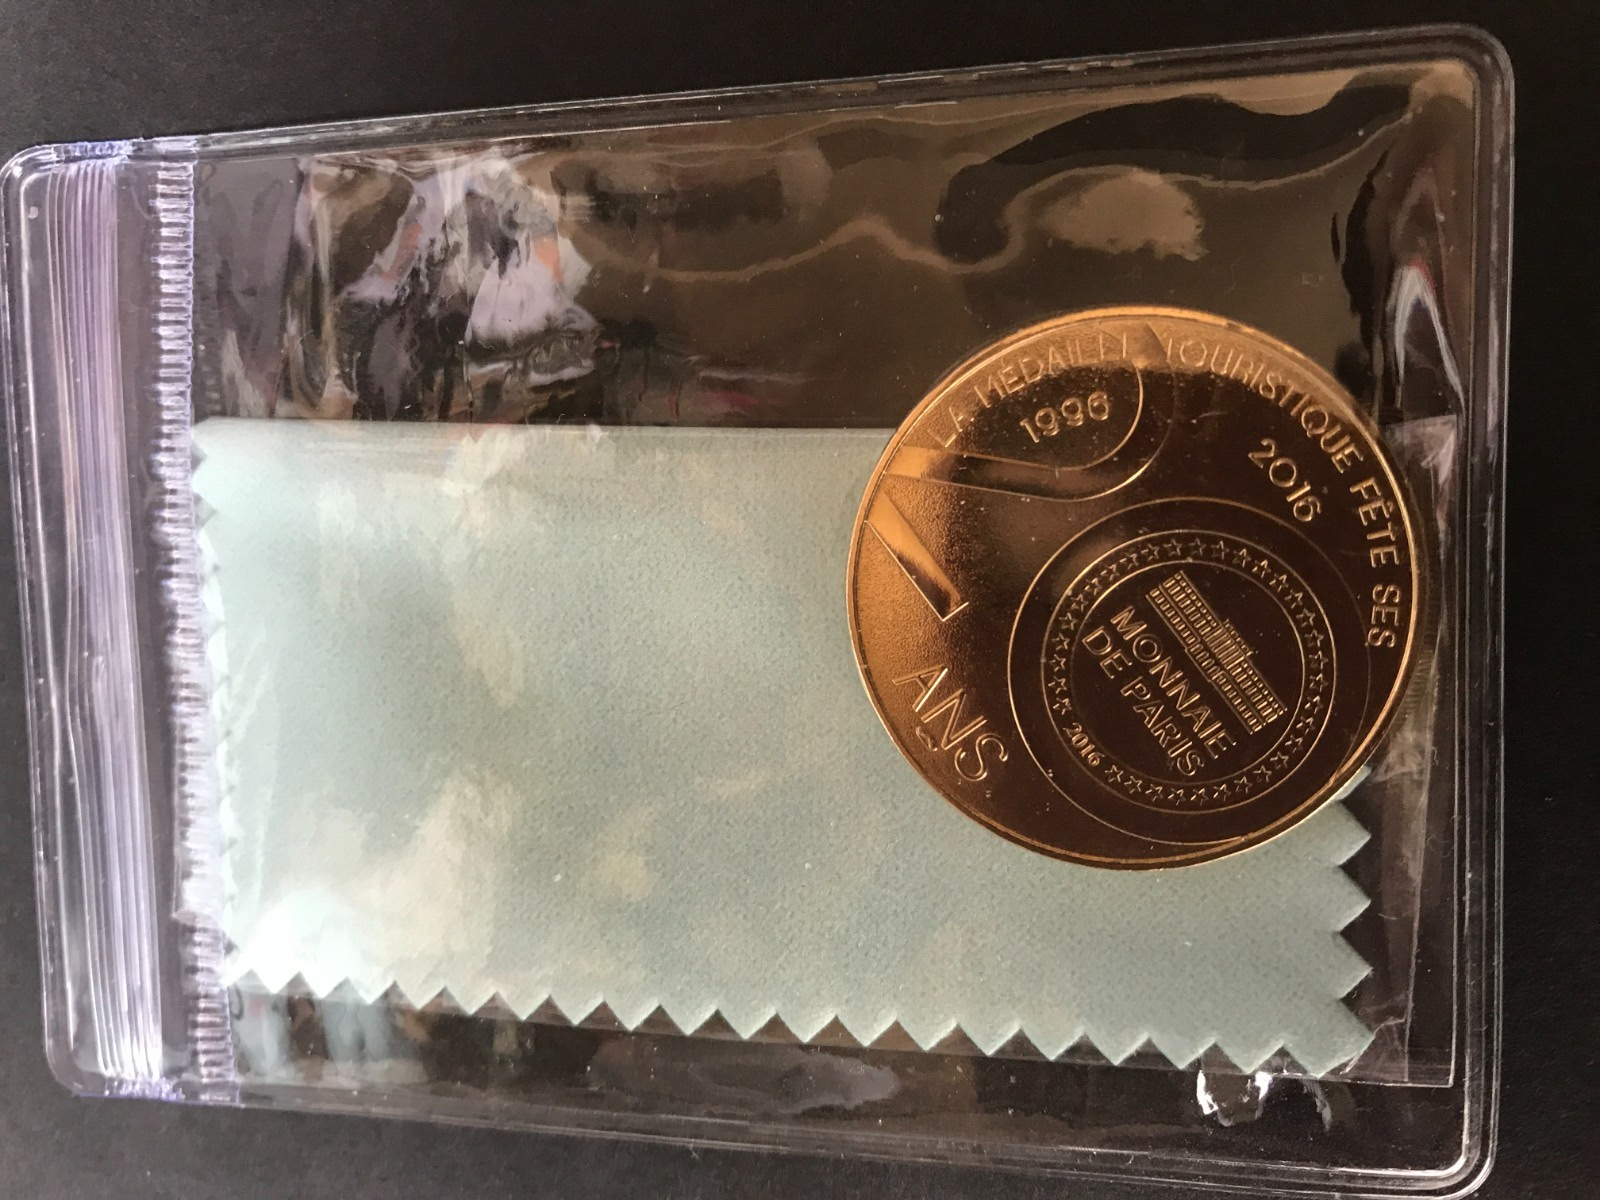 LA MÉDAILLE TOURISTIQUE FÊTE SES
20 ANS
1996
2016
MONNAIE
DE PARIS
2016